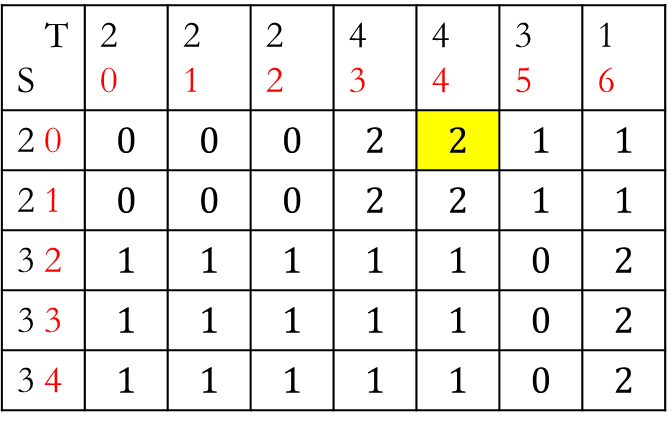 T 2 2 2 4 4 3 1
S 0 1 2 3 4 5 6
2 0 0 0 0 2 2 1 1
2 1 0 0 0 2 2 1 1
3 2 1 1 1 1 1 0 2
3 3 1 1 1 1 1 0 2
3 4 1 1 1 1 1 0 2